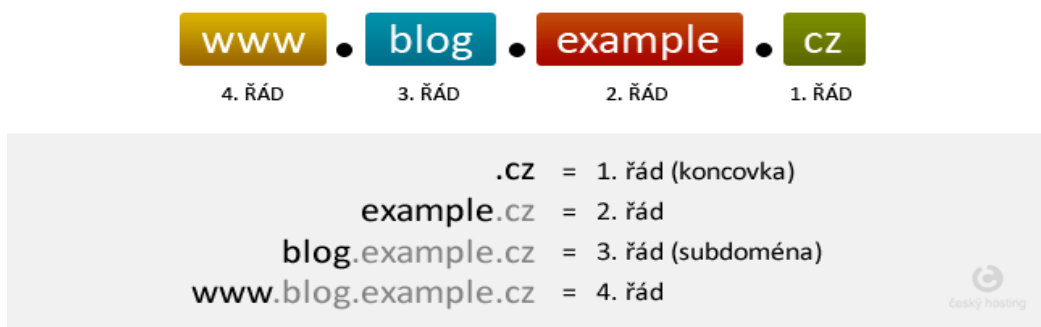 www . blog . example . cz
4. ŘÁD 3. ŘÁD 2. ŘÁD 1. ŘÁD
.cz = 1. řád (koncovka)
example.cz = 2. řád
blog.example.cz = 3. řád (subdoména)
www.blog.example.cz = 4. řád
český hosting